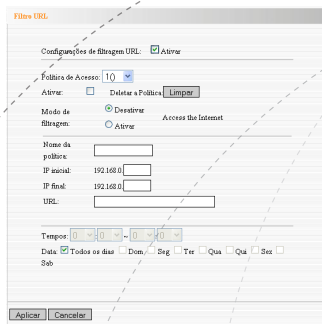 Filtro URL
Configurações de filtragem URL: Ativar
Política de Acesso: 1()
Ativar: Deletar a Política Limpar
Modo de filtragem: Desativar Access the Internet
Ativar
Nome da política:
IP inicial: 192.168.0.
IP final: 192.168.0.
URL:
Tempos: 0 : 0 ~ 0 : 0
Data: Todos os dias Dom Seg Ter Qua Qui Sex
Sab
Aplicar Cancelar